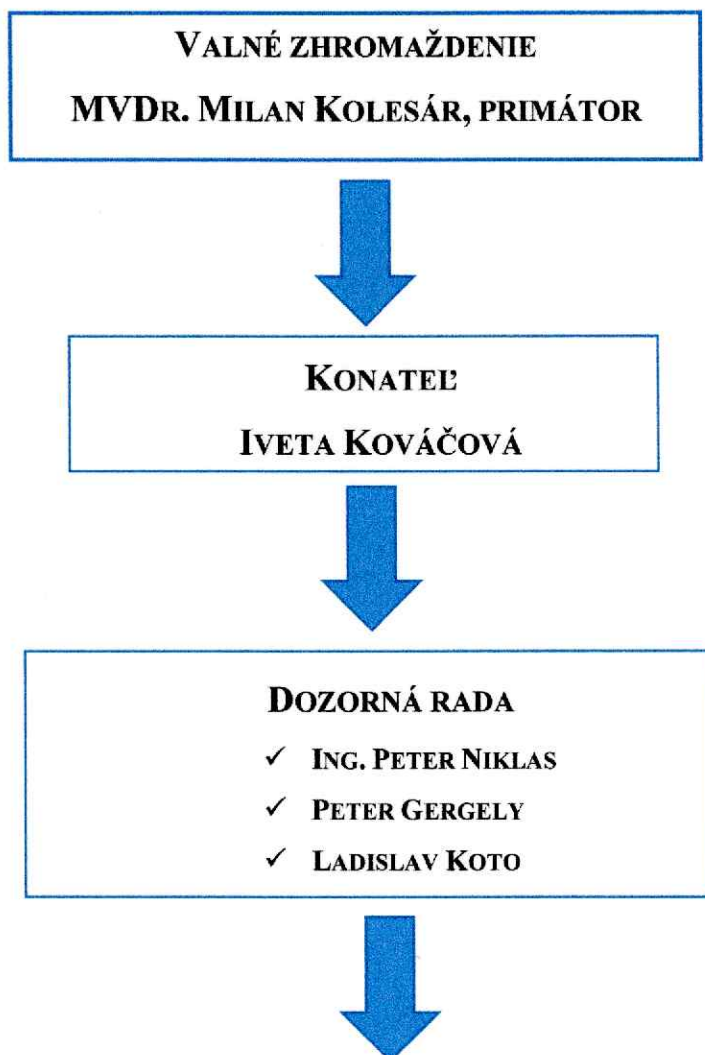 VALNÉ ZHROMAŽDENIE
MVDR. MILAN KOLESÁR, PRIMÁTOR
KONATEĽ
IVETA KOVÁČOVÁ
DOZORNÁ RADA
✓ ING. PETER NIKLAS
✓ PETER GERGELY
✓ LADISLAV KOTO